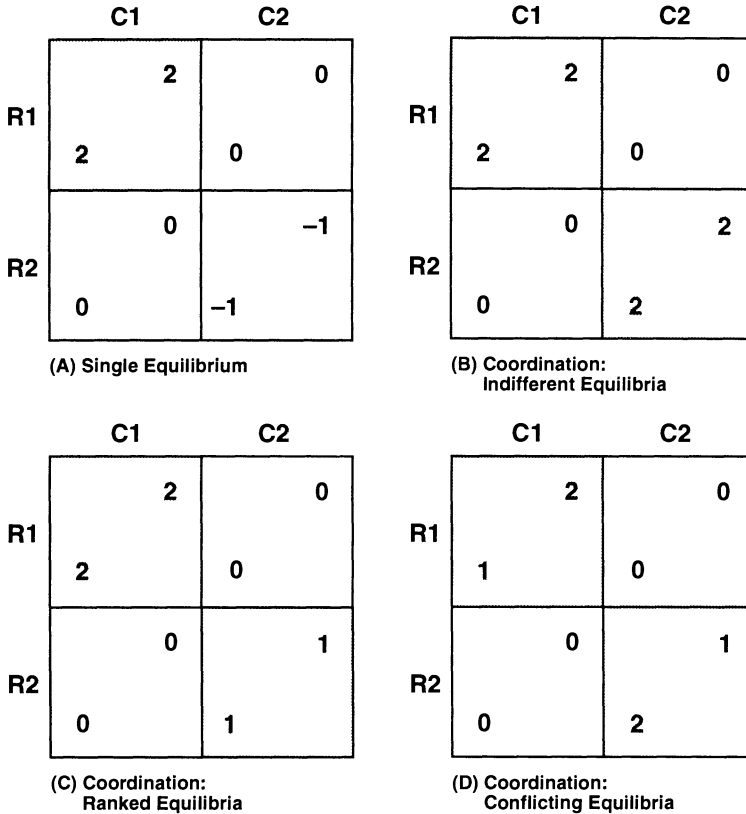 C1 C2
2 0
R1
2 0
0 –1
R2
0 –1
(A) Single Equilibrium
C1 C2
2 0
R1
2 0
0 2
R2
0 2
(B) Coordination:
Indifferent Equilibria
C1 C2
2 0
R1
2 0
0 1
R2
0 1
(C) Coordination:
Ranked Equilibria
C1 C2
2 0
R1
1 0
0 1
R2
0 2
(D) Coordination:
Conflicting Equilibria